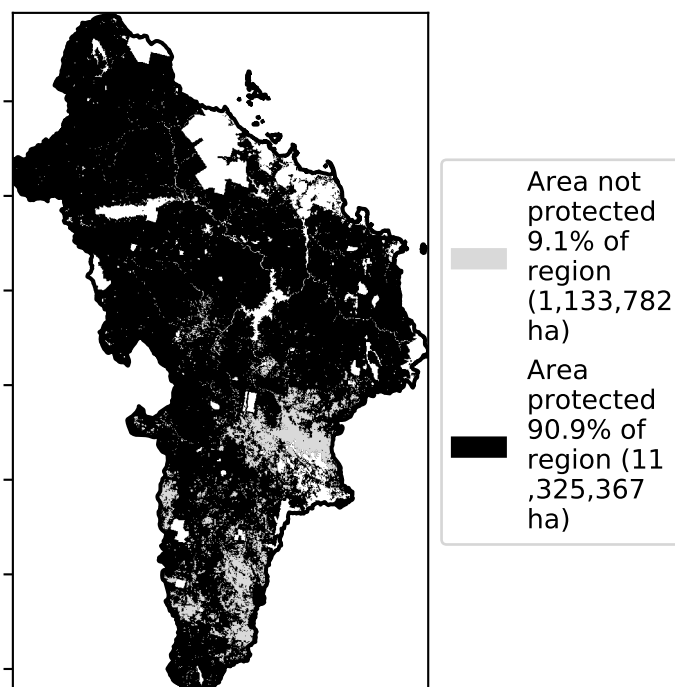 Area not
protected
9.1% of
region
(1,133,782
ha)
Area
protected
90.9% of
region (11
,325,367
ha)